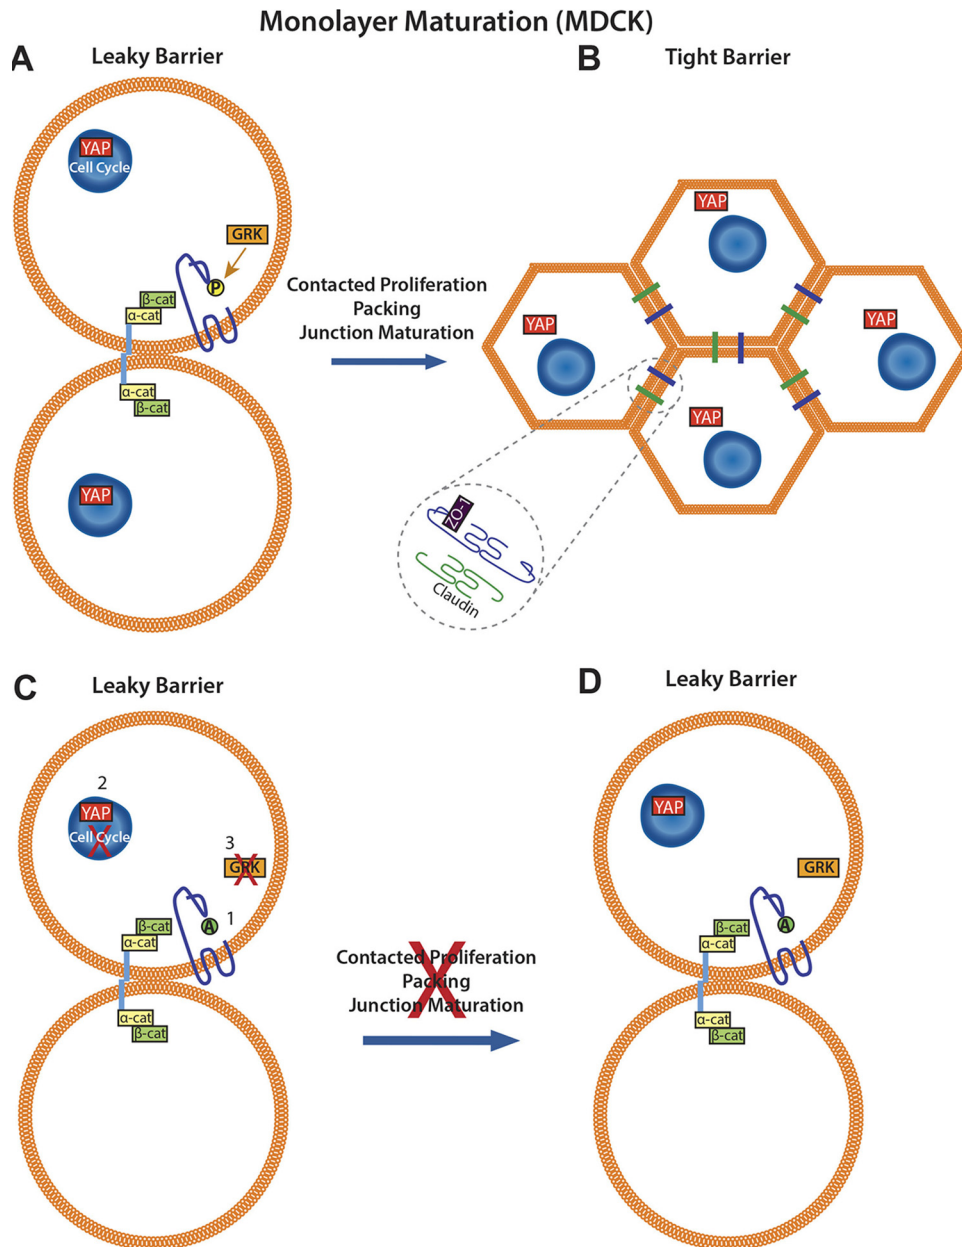 Monolayer Maturation (MDCK)
A
Leaky Barrier
YAP
Cell Cycle
GRK
P
β-cat
α-cat
α-cat
β-cat
YAP
Contacted Proliferation
Packing
Junction Maturation
B
Tight Barrier
YAP
YAP
YAP
YAP
ZO-1
Claudin
C
Leaky Barrier
2
YAP
Cell Cycle
3
GRK
A
1
β-cat
α-cat
α-cat
β-cat
Contacted Proliferation
Packing
Junction Maturation
D
Leaky Barrier
YAP
GRK
A
β-cat
α-cat
α-cat
β-cat